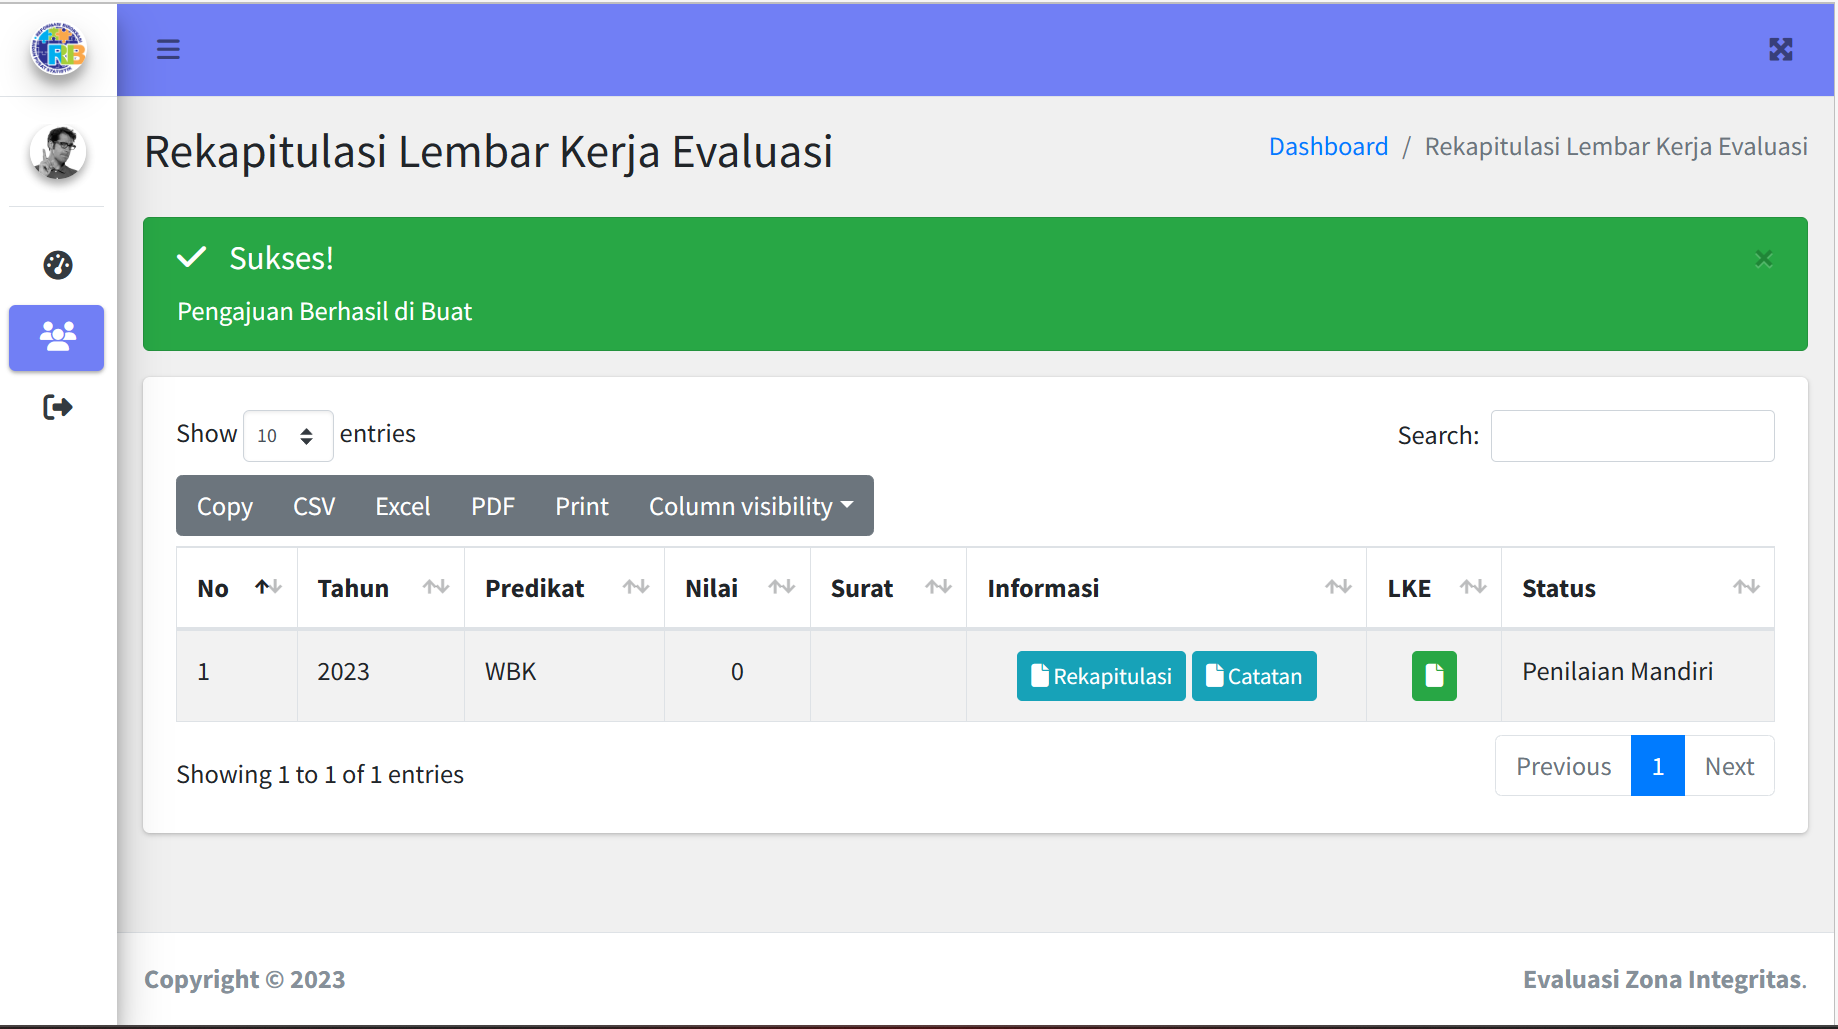 RB
Rekapitulasi Lembar Kerja Evaluasi
Dashboard / Rekapitulasi Lembar Kerja Evaluasi
Sukses!
×
Pengajuan Berhasil di Buat
Show 10 entries
Search:
Copy CSV Excel PDF Print Column visibility
No Tahun Predikat Nilai Surat Informasi LKE Status
1 2023 WBK 0 Rekapitulasi Catatan Penilaian Mandiri
Showing 1 to 1 of 1 entries
Previous 1 Next
Copyright © 2023
Evaluasi Zona Integritas.